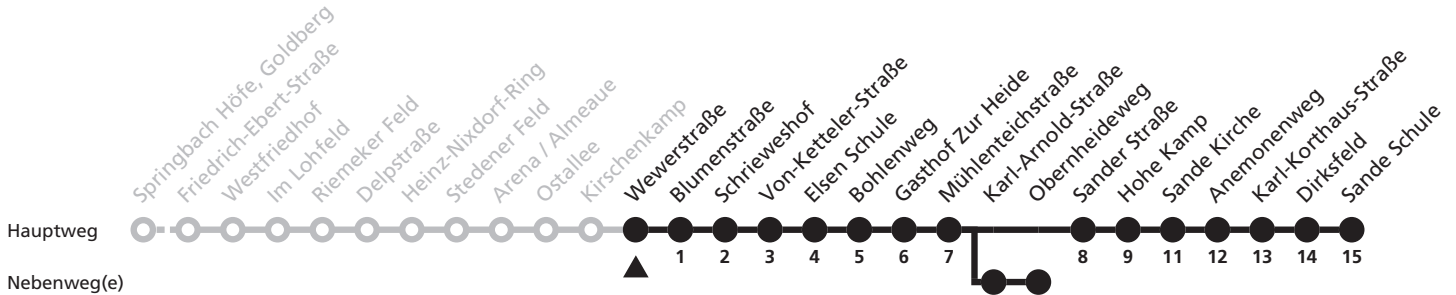 Springbach Höfe, Goldberg
Friedrich-Ebert-Straße
Westfriedhof
Im Lohfeld
Riemeker Feld
Delpstraße
Heinz-Nixdorf-Ring
Stedener Feld
Arena / Almeaue
Ostallee
Kirschenkamp
Wewerstraße
Blumenstraße
Schrieweshof
Von-Ketteler-Straße
Elsen Schule
Bohlenweg
Gasthof Zur Heide
Mühlenteichstraße
Karl-Arnold-Straße
Obernheideweg
Sander Straße
Hohe Kamp
Sande Kirche
Anemonenweg
Karl-Korthaus-Straße
Dirksfeld
Sande Schule
Hauptweg
1 2 3 4 5 6 7 8 9 11 12 13 14 15
Nebenweg(e)